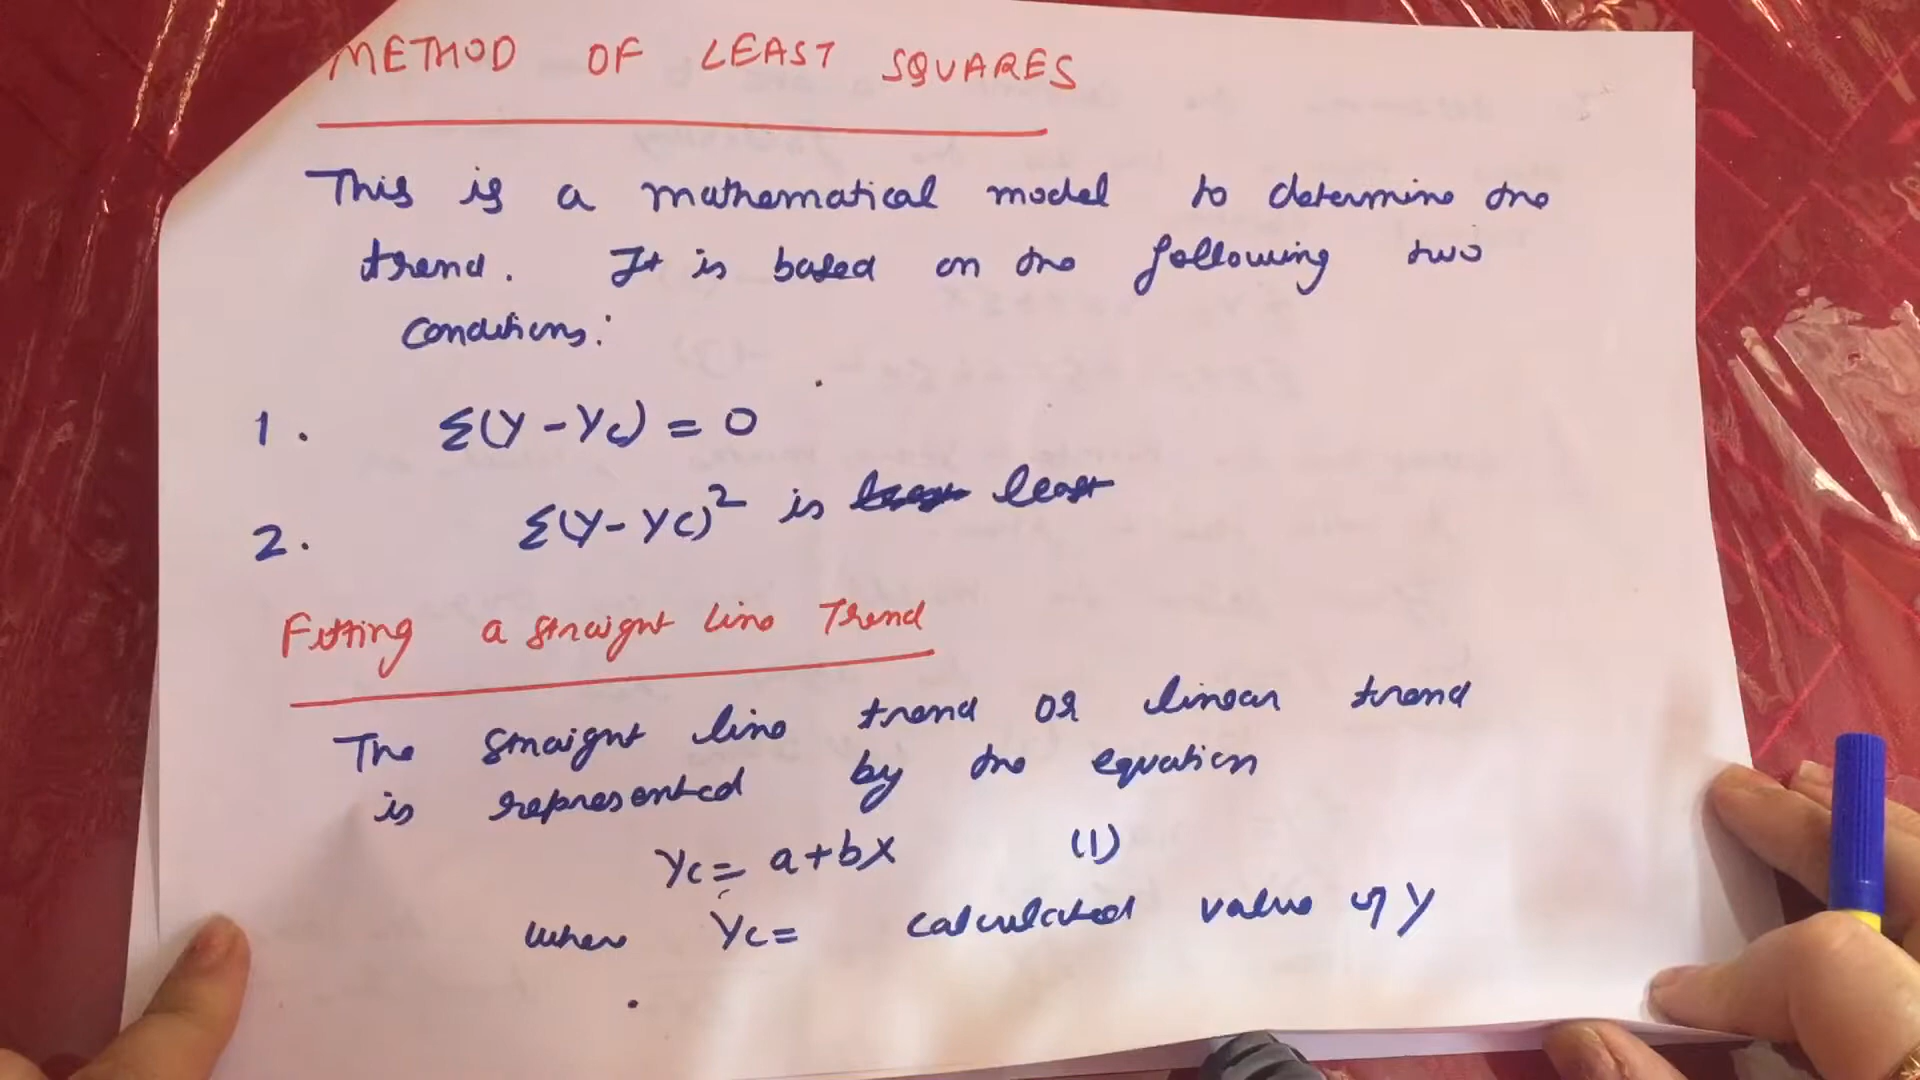 METHOD OF LEAST SQUARES
This is a mathematical model to determine the
trend. It is based on the following two
conditions:
1. Σ(Y-Yc) = 0
2. Σ(Y-Yc)² is least
Fitting a straight line Trend
The straight line trend or linear trend
is represented by the equation
Yc = a+bX (1)
where Yc = calculated value of Y